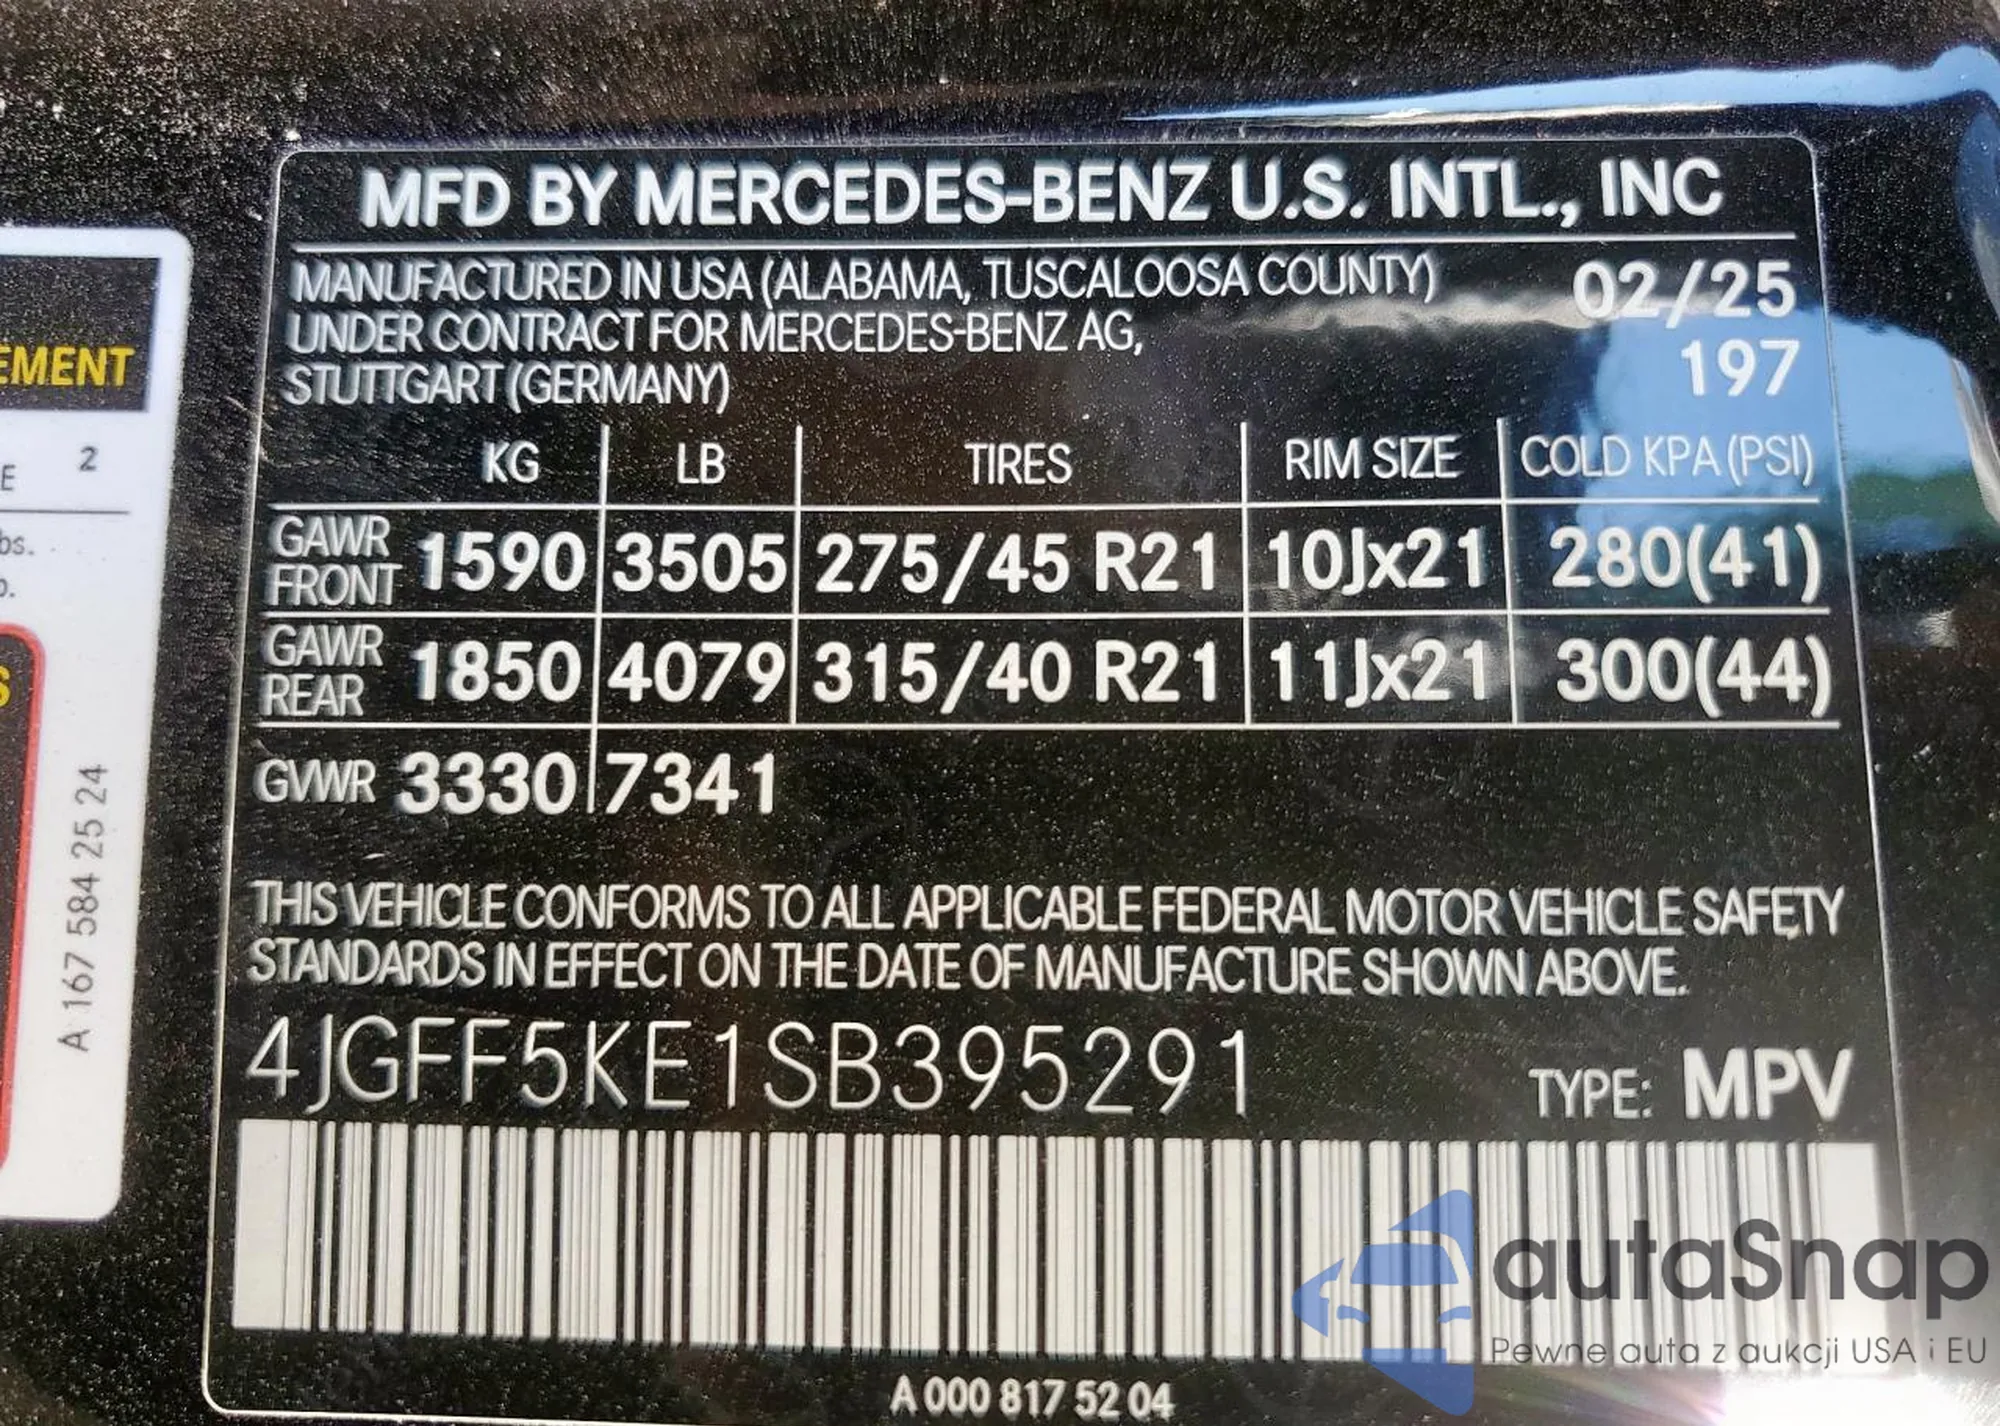 MFD BY MERCEDES-BENZ U.S. INTL., INC
MANUFACTURED IN USA (ALABAMA, TUSCALOOSA COUNTY) 02/25
UNDER CONTRACT FOR MERCEDES-BENZ AG,
197
STUTTGART (GERMANY)
KG LB TIRES RIM SIZE COLD KPA (PSI)
GAWR FRONT 1590 3505 275/45 R21 10Jx21 280(41)
GAWR REAR 1850 4079 315/40 R21 11Jx21 300(44)
GVWR 3330 7341
THIS VEHICLE CONFORMS TO ALL APPLICABLE FEDERAL MOTOR VEHICLE SAFETY
STANDARDS IN EFFECT ON THE DATE OF MANUFACTURE SHOWN ABOVE.
4JGFF5KE1SB395291 TYPE: MPV
A 000 817 52 04
EMENT
E 2
bs.
A 167 584 25 24
autaSnap
Pewne auta z aukcji USA i EU